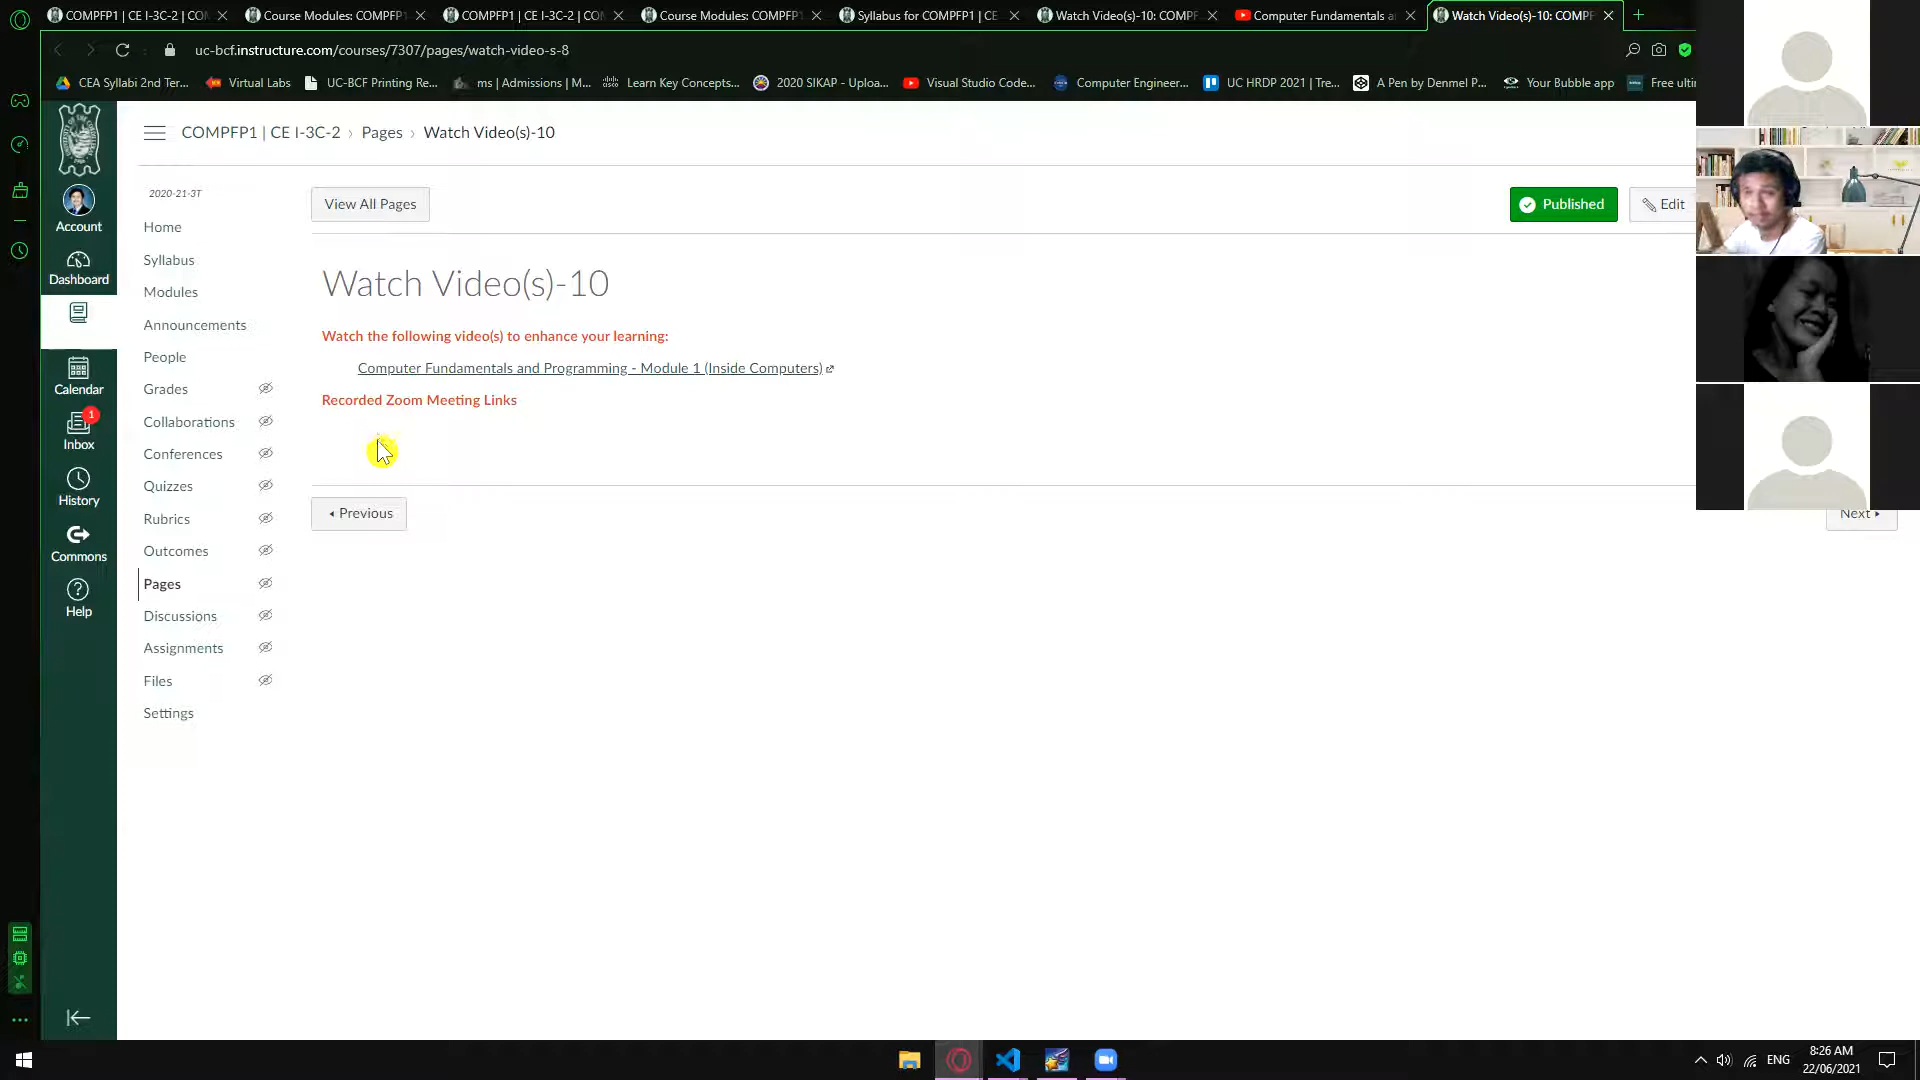 COMPFP1 | CE I-3C-2 | CO
Course Modules: COMPFP1
COMPFP1 | CE I-3C-2 | CO
Course Modules: COMPFP1
Syllabus for COMPFP1 | CE
Watch Video(s)-10: COMPF
Computer Fundamentals a
Watch Video(s)-10: COMPF
uc-bcf.instructure.com/courses/7307/pages/watch-video-s-8
CEA Syllabi 2nd Ter...
Virtual Labs
UC-BCF Printing Re...
ms | Admissions | M...
Learn Key Concepts...
2020 SIKAP - Uploa...
Visual Studio Code...
Computer Engineer...
UC HRDP 2021 | Tre...
A Pen by Denmel P...
Your Bubble app
Free ulti
COMPFP1 | CE I-3C-2 › Pages › Watch Video(s)-10
Account
Dashboard
Calendar
1
Inbox
History
Commons
Help
2020-21-3T
Home
Syllabus
Modules
Announcements
People
Grades
Collaborations
Conferences
Quizzes
Rubrics
Outcomes
Pages
Discussions
Assignments
Files
Settings
View All Pages
Published
Edit
Watch Video(s)-10
Watch the following video(s) to enhance your learning:
Computer Fundamentals and Programming - Module 1 (Inside Computers)
Recorded Zoom Meeting Links
Previous
Next
ENG
8:26 AM
22/06/2021